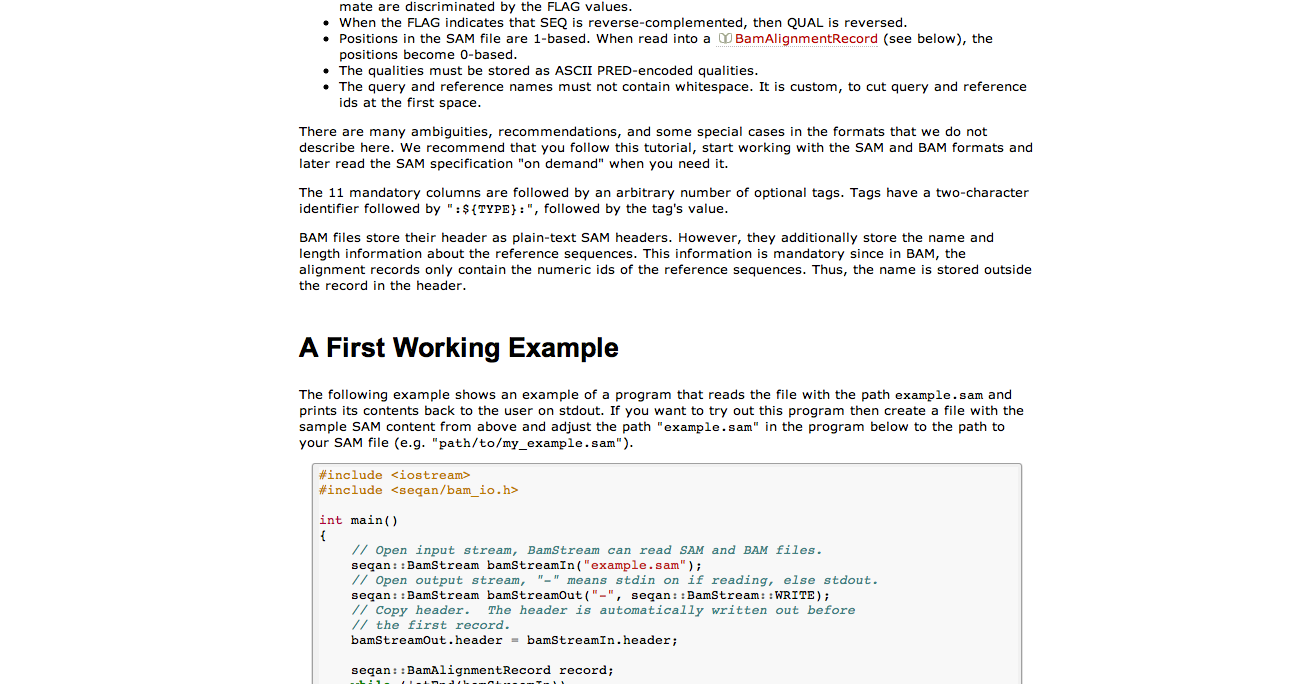 mate are discriminated by the FLAG values.
• When the FLAG indicates that SEQ is reverse-complemented, then QUAL is reversed.
• Positions in the SAM file are 1-based. When read into a BamAlignmentRecord (see below), the
positions become 0-based.
• The qualities must be stored as ASCII PRED-encoded qualities.
• The query and reference names must not contain whitespace. It is custom, to cut query and reference
ids at the first space.
There are many ambiguities, recommendations, and some special cases in the formats that we do not
describe here. We recommend that you follow this tutorial, start working with the SAM and BAM formats and
later read the SAM specification "on demand" when you need it.
The 11 mandatory columns are followed by an arbitrary number of optional tags. Tags have a two-character
identifier followed by ":${TYPE}:", followed by the tag's value.
BAM files store their header as plain-text SAM headers. However, they additionally store the name and
length information about the reference sequences. This information is mandatory since in BAM, the
alignment records only contain the numeric ids of the reference sequences. Thus, the name is stored outside
the record in the header.
A First Working Example
The following example shows an example of a program that reads the file with the path example.sam and
prints its contents back to the user on stdout. If you want to try out this program then create a file with the
sample SAM content from above and adjust the path "example.sam" in the program below to the path to
your SAM file (e.g. "path/to/my_example.sam").
#include <iostream>
#include <seqan/bam_io.h>
int main()
{
// Open input stream, BamStream can read SAM and BAM files.
seqan::BamStream bamStreamIn("example.sam");
// Open output stream, "-" means stdin on if reading, else stdout.
seqan::BamStream bamStreamOut("-", seqan::BamStream::WRITE);
// Copy header.  The header is automatically written out before
// the first record.
bamStreamOut.header = bamStreamIn.header;
seqan::BamAlignmentRecord record;